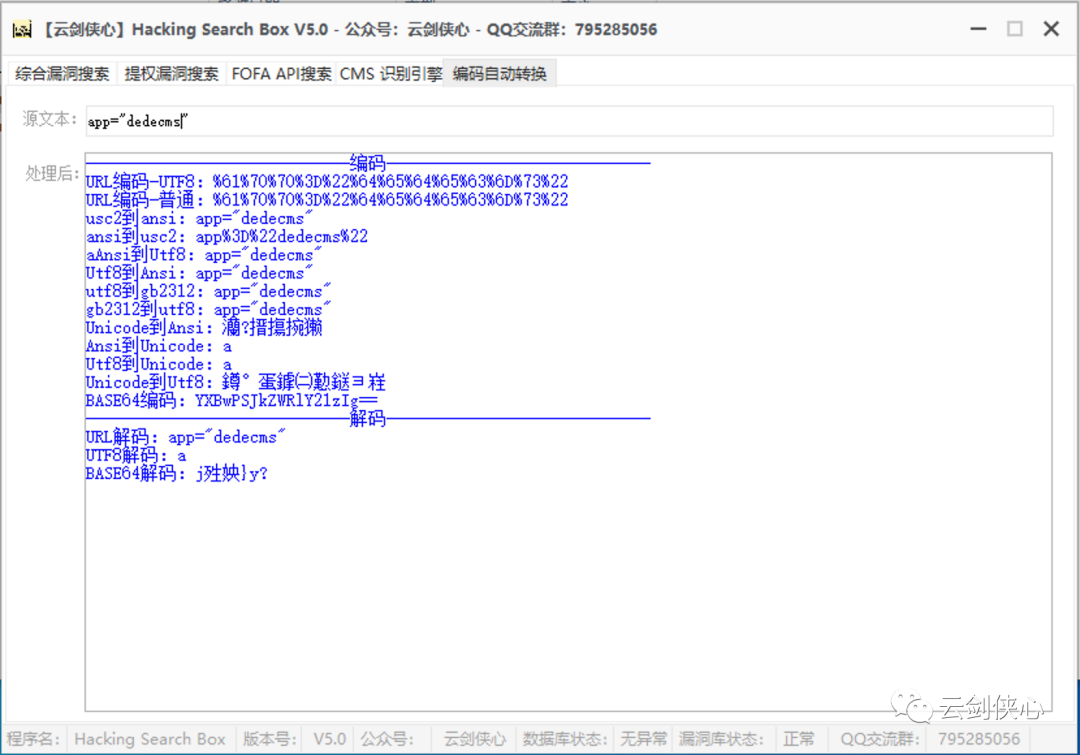 【云剑侠心】Hacking Search Box V5.0 - 公众号：云剑侠心 - QQ交流群：795285056
综合漏洞搜索 提权漏洞搜索 FOFA API搜索 CMS 识别引擎 编码自动转换
源文本： app="dedecms"
处理后：
编码
URL编码-UTF8：%61%70%70%3D%22%64%65%64%65%63%6D%73%22
URL编码-普通：%61%70%70%3D%22%64%65%64%65%63%6D%73%22
usc2到ansi：app="dedecms"
ansi到usc2：app%3D%22dedecms%22
aAnsi到Utf8：app="dedecms"
Utf8到Ansi：app="dedecms"
utf8到gb2312：app="dedecms"
gb2312到utf8：app="dedecms"
Unicode到Ansi：
Ansi到Unicode：a
Utf8到Unicode：a
Unicode到Utf8：
BASE64编码：YXBwPSJkZWRlY21zIg==
解码
URL解码：app="dedecms"
UTF8解码：a
BASE64解码：j殅姎}y?
云剑侠心
程序名： Hacking Search Box 版本号： V5.0 公众号： 云剑侠心 数据库状态： 无异常 漏洞库状态： 正常 QQ交流群： 795285056